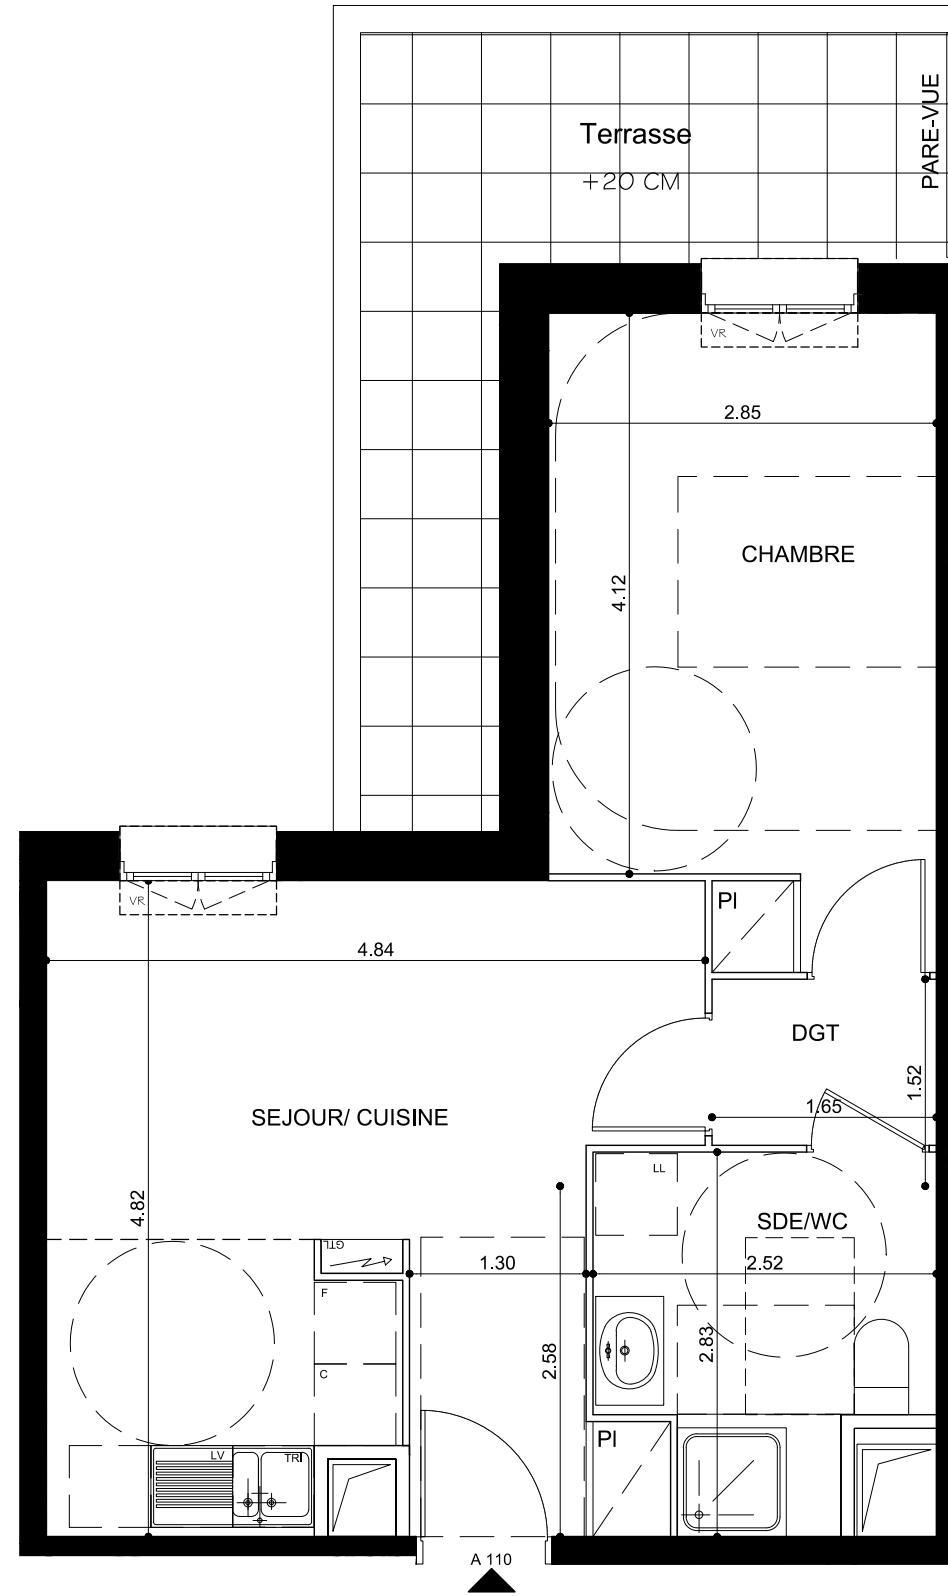 Terrasse
+20 CM
PARE-VUE
VR
2.85
CHAMBRE
4.12
VR
PI
4.84
DGT
1.52
1.65
SEJOUR/ CUISINE
4.82
LL
SDE/WC
GTL
1.30
2.52
F
2.83
2.58
C
PI
LV
TRI
A 110